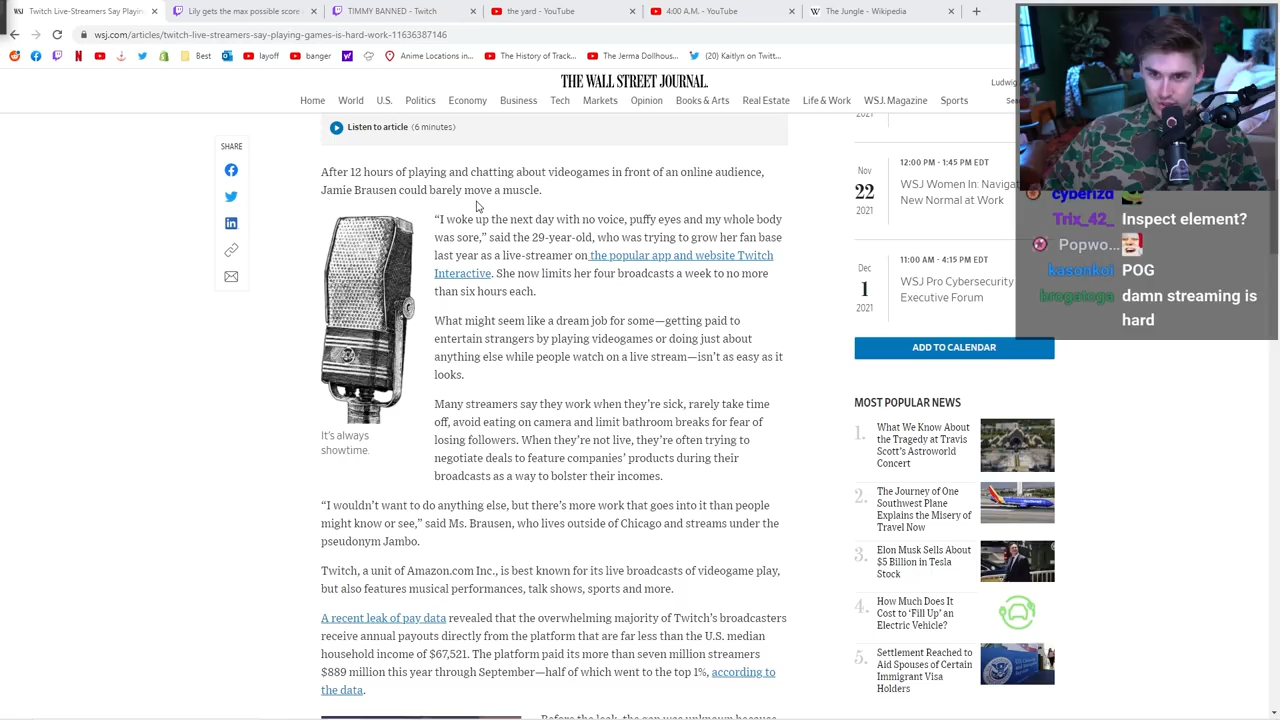 Twitch Live-Streamers Say Playin
Lily gets the max possible score
TIMMY BANNED - Twitch
the yard - YouTube
4:00 A.M. - YouTube
The Jungle - Wikipedia
wsj.com/articles/twitch-live-streamers-say-playing-ga
is-hard-wo
11636387146
Best
layoff
banger
Anime Locations in...
The History of Track...
The Jerma Dollhous...
(20) Kaitlyn on Twitt...
THE WALL STREET JOURNAL.
Ludwig
Home World U.S. Politics Economy Business Tech Markets Opinion Books & Arts Real Estate Life & Work WSJ. Magazine Sports
Sea
Listen to article (6 minutes)
SHARE
After 12 hours of playing and chatting about videogames in front of an online audience,
Jamie Brausen could barely move a muscle.
“I woke up the next day with no voice, puffy eyes and my whole body
as sore,” said the 29-year-old, who was trying to grow her fan base
st year as a live-streamer on the popular app and website Twitch
Interactive. She now limits her four broadcasts a week to no more
than six hours each.
What might seem like a dream job for some—getting paid to
entertain strangers by playing videogames or doing just about
anything else while people watch on a live stream—isn’t as easy as it
looks.
Many streamers say they work when they’re sick, rarely take time
off, avoid eating on camera and limit bathroom breaks for fear of
losing followers. When they’re not live, they’re often trying to
negotiate deals to feature companies’ products during their
broadcasts as a way to bolster their incomes.
It’s always
showtime.
ouldn’t want to do anything else, but there’s more work that goes into it than people
might know or see,” said Ms. Brausen, who lives outside of Chicago and streams under the
pseudonym Jambo.
Twitch, a unit of Amazon.com Inc., is best known for its live broadcasts of videogame play,
but also features musical performances, talk shows, sports and more.
A recent leak of pay data revealed that the overwhelming majority of Twitch’s broadcasters
receive annual payouts directly from the platform that are far less than the U.S. median
household income of $67,521. The platform paid its more than seven million streamers
million this year through September—half of which went to the top 1%, according to
the data.
Before the leak, the gap was unknown because
2021
Nov
22
2021
12:00 PM - 1:45 PM EDT
WSJ Women In: Navigat
New Normal at Work
Dec
1
2021
11:00 AM - 4:15 PM EDT
WSJ Pro Cybersecurity
Executive Forum
ADD TO CALENDAR
MOST POPULAR NEWS
1. What We Know About
the Tragedy at Travis
Scott’s Astroworld
Concert
2. The Journey of One
Southwest Plane
Explains the Misery of
Travel Now
3. Elon Musk Sells About
$5 Billion in Tesla
Stock
4. How Much Does It
Cost to ‘Fill Up’ an
Electric Vehicle?
5. Settlement Reached to
Aid Spouses of Certain
Immigrant Visa
Holders
cyberiza
Trix_42_ Inspect element?
Popwo...
kasonkoi POG
brogatoga damn streaming is
hard